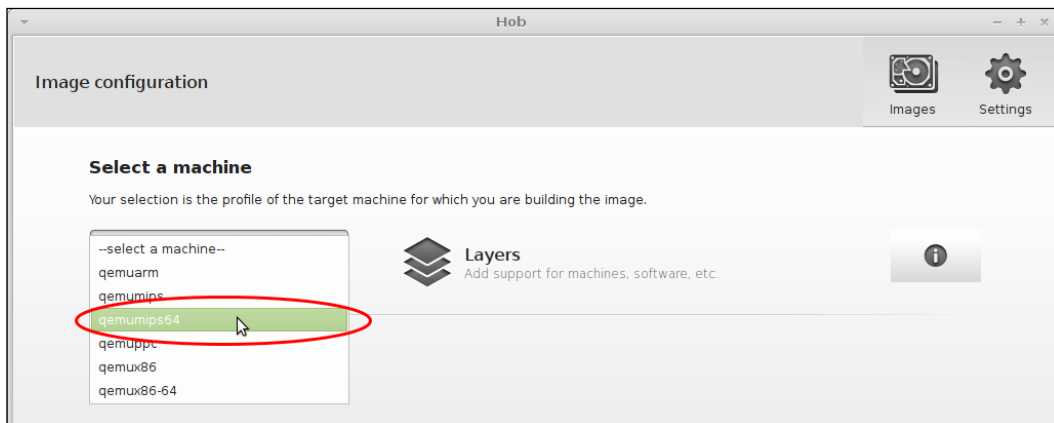 Hob
Image configuration
Images
Settings
Select a machine
Your selection is the profile of the target machine for which you are building the image.
--select a machine--
qemuarm
qemumips
qemumips64
qemuppc
qemux86
qemux86-64
Layers
Add support for machines, software, etc.